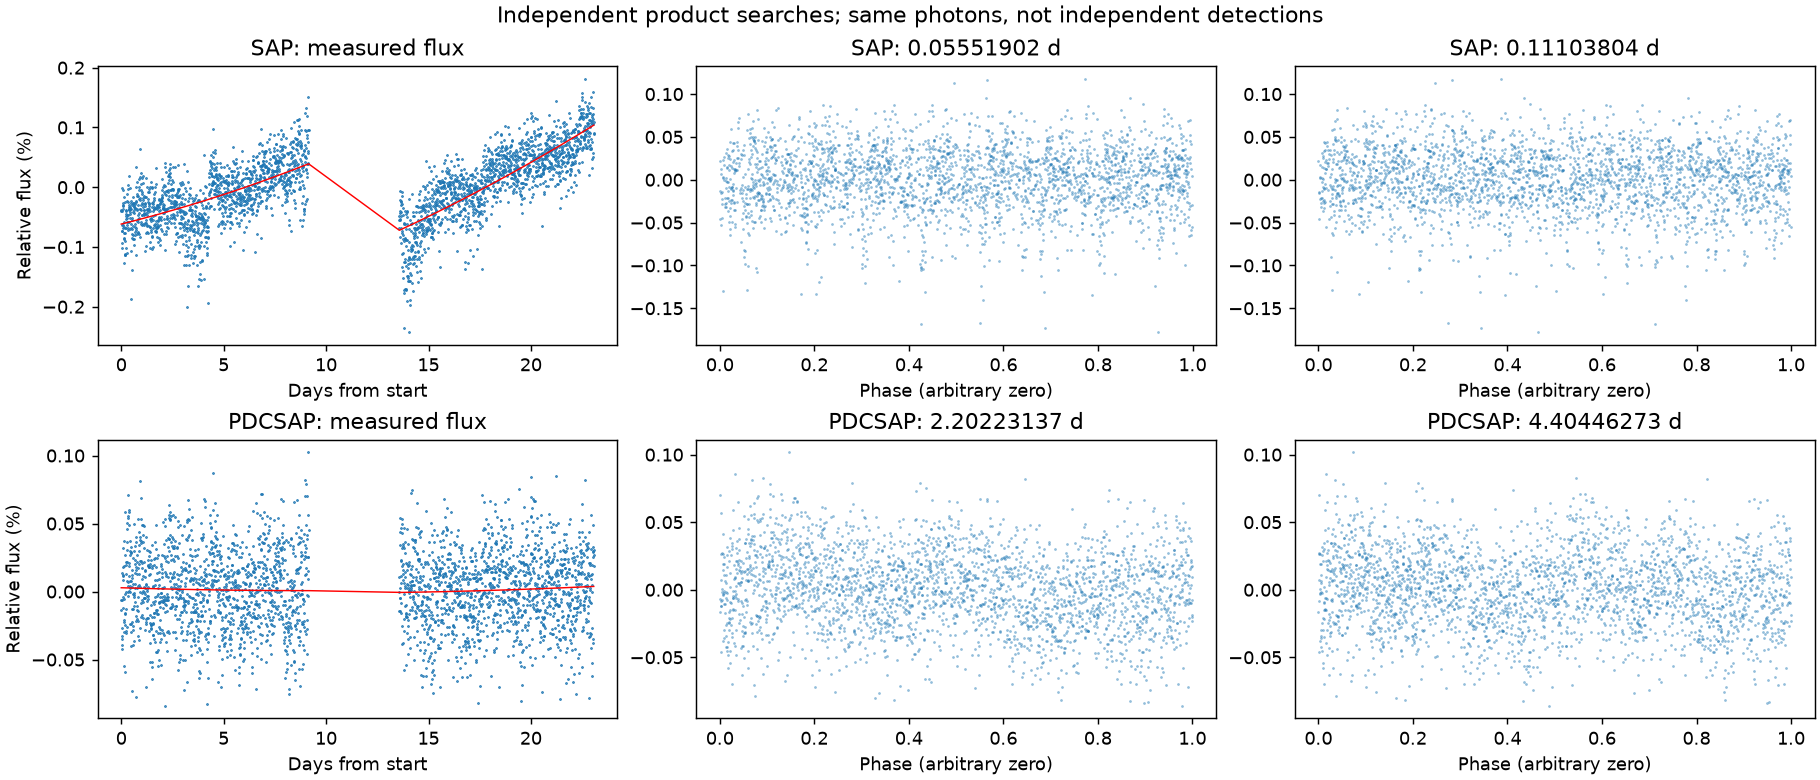 Independent product searches; same photons, not independent detections
SAP: measured flux
SAP: 0.05551902 d
SAP: 0.11103804 d
Relative flux (%)
0.2
0.1
0.0
−0.1
−0.2
0.10
0.05
0.00
−0.05
−0.10
−0.15
0.10
0.05
0.00
−0.05
−0.10
−0.15
0 5 10 15 20
0.0 0.2 0.4 0.6 0.8 1.0
0.0 0.2 0.4 0.6 0.8 1.0
Days from start
Phase (arbitrary zero)
Phase (arbitrary zero)
PDCSAP: measured flux
PDCSAP: 2.20223137 d
PDCSAP: 4.40446273 d
Relative flux (%)
0.10
0.05
0.00
−0.05
0.10
0.05
0.00
−0.05
0.10
0.05
0.00
−0.05
0 5 10 15 20
0.0 0.2 0.4 0.6 0.8 1.0
0.0 0.2 0.4 0.6 0.8 1.0
Days from start
Phase (arbitrary zero)
Phase (arbitrary zero)